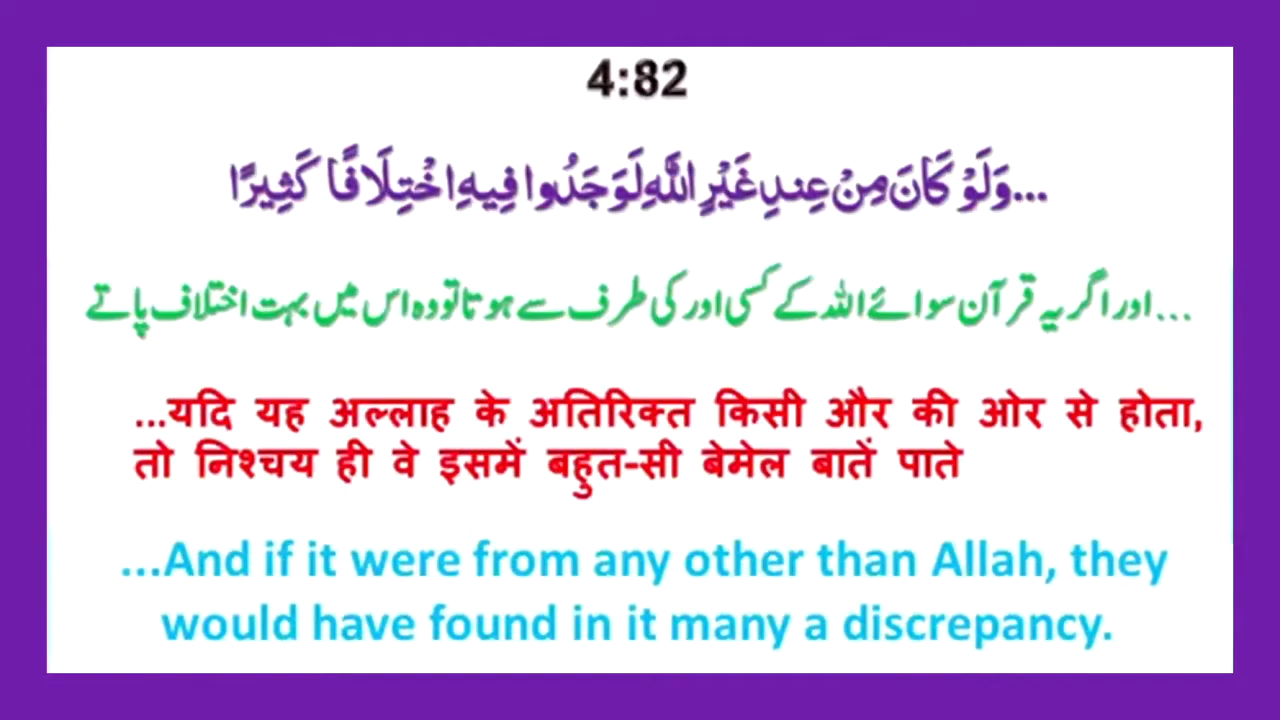 4:82
...وَلَوْ كَانَ مِنْ عِندِ غَيْرِ اللَّهِ لَوَجَدُوا فِيهِ اخْتِلَافًا كَثِيرًا
...اور اگر یہ قرآن سوائے اللہ کے کسی اور کی طرف سے ہوتا تو وہ اس میں بہت اختلاف پاتے
...यदि यह अल्लाह के अतिरिक्त किसी और की ओर से होता,
तो निश्चय ही वे इसमें बहुत-सी बेमेल बातें पाते
...And if it were from any other than Allah, they
would have found in it many a discrepancy.